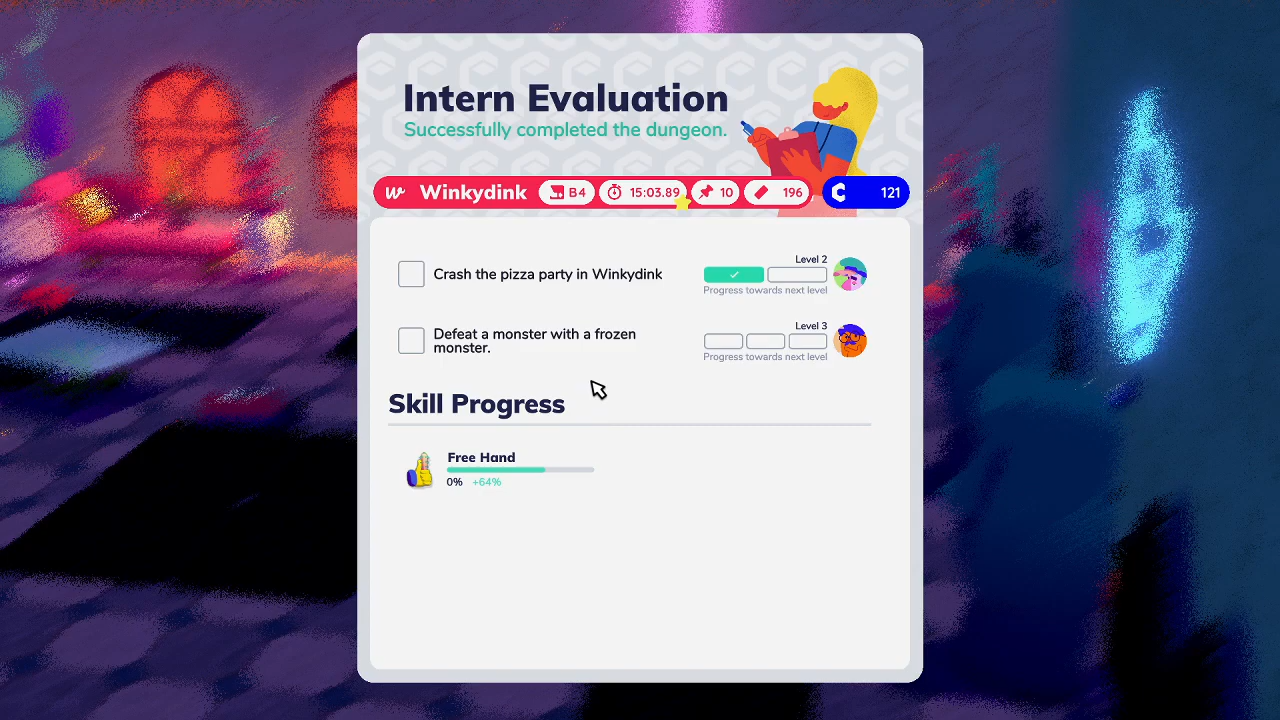 Intern Evaluation
Successfully completed the dungeon.
Winkydink B4 15:03.89 10 196 121
Level 2
Crash the pizza party in Winkydink
Progress towards next level
Level 3
Defeat a monster with a frozen
monster.
Progress towards next level
Skill Progress
Free Hand
0% +64%